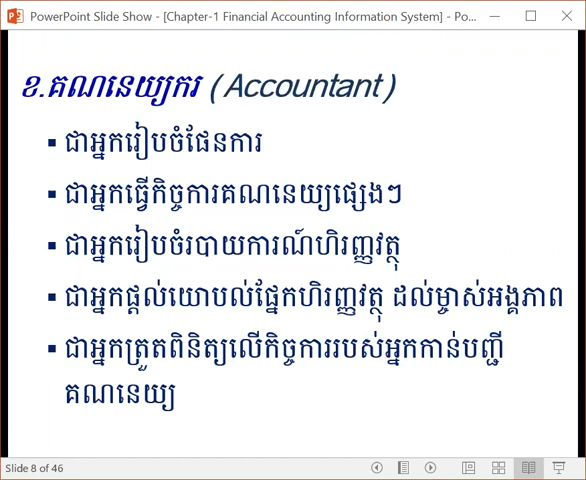 PowerPoint Slide Show - [Chapter-1 Financial Accounting Information System] - Po...
ខ.គណនេយ្យករ (Accountant)
▪ ជាអ្នករៀបចំផែនការ
▪ ជាអ្នកធ្វើកិច្ចការគណនេយ្យផ្សេងៗ
▪ ជាអ្នករៀបចំរបាយការណ៍ហិរញ្ញវត្ថុ
▪ ជាអ្នកផ្តល់យោបល់ផ្នែកហិរញ្ញវត្ថុ ដល់ម្ចាស់អង្គភាព
▪ ជាអ្នកត្រួតពិនិត្យលើកិច្ចការរបស់អ្នកកាន់បញ្ជី
គណនេយ្យ
Slide 8 of 46